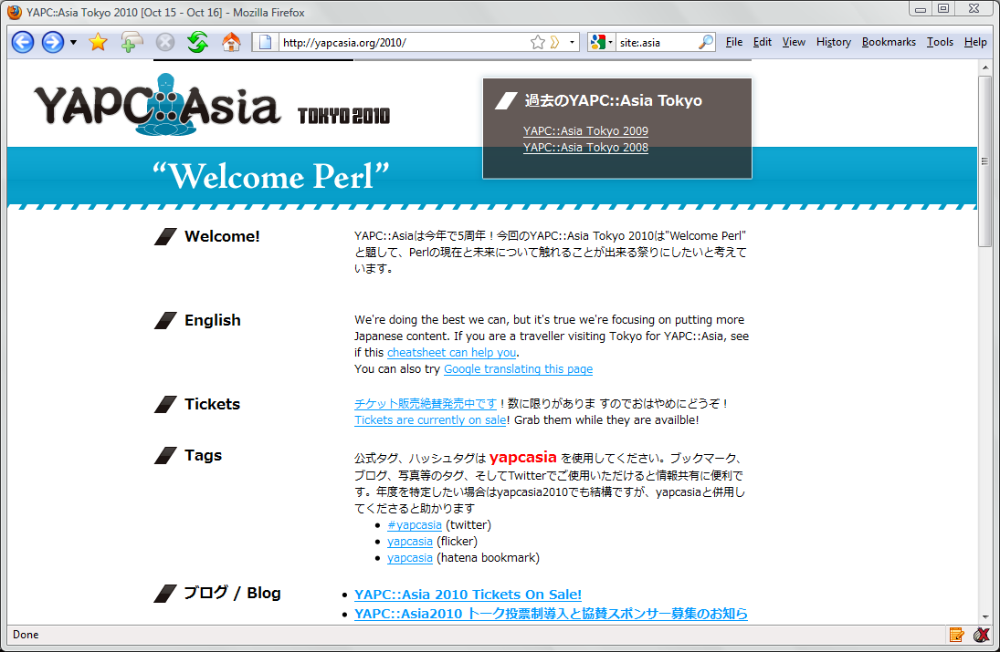 YAPC::Asia Tokyo 2010 [Oct 15 - Oct 16] - Mozilla Firefox
http://yapcasia.org/2010/
site:.asia
File Edit View History Bookmarks Tools Help
YAPC::Asia TOKYO 2010
過去のYAPC::Asia Tokyo
YAPC::Asia Tokyo 2009
YAPC::Asia Tokyo 2008
“Welcome Perl”
Welcome!
YAPC::Asiaは今年で5周年！今回のYAPC::Asia Tokyo 2010は"Welcome Perl"
と題して、Perlの現在と未来について触れることが出来る祭りにしたいと考えて
います。
English
We're doing the best we can, but it's true we're focusing on putting more
Japanese content. If you are a traveller visiting Tokyo for YAPC::Asia, see
if this cheatsheet can help you.
You can also try Google translating this page
Tickets
チケット販売絶賛発売中です！数に限りがありま すのでおはやめにどうぞ！
Tickets are currently on sale! Grab them while they are availble!
Tags
公式タグ、ハッシュタグは yapcasia を使用してください。ブックマーク、
ブログ、写真等のタグ、そしてTwitterでご使用いただけると情報共有に便利で
す。年度を特定したい場合はyapcasia2010でも結構ですが、yapcasiaと併用し
てくださると助かります
#yapcasia (twitter)
yapcasia (flicker)
yapcasia (hatena bookmark)
ブログ / Blog
YAPC::Asia 2010 Tickets On Sale!
YAPC::Asia2010 トーク投票制導入と協賛スポンサー募集のお知ら
Done